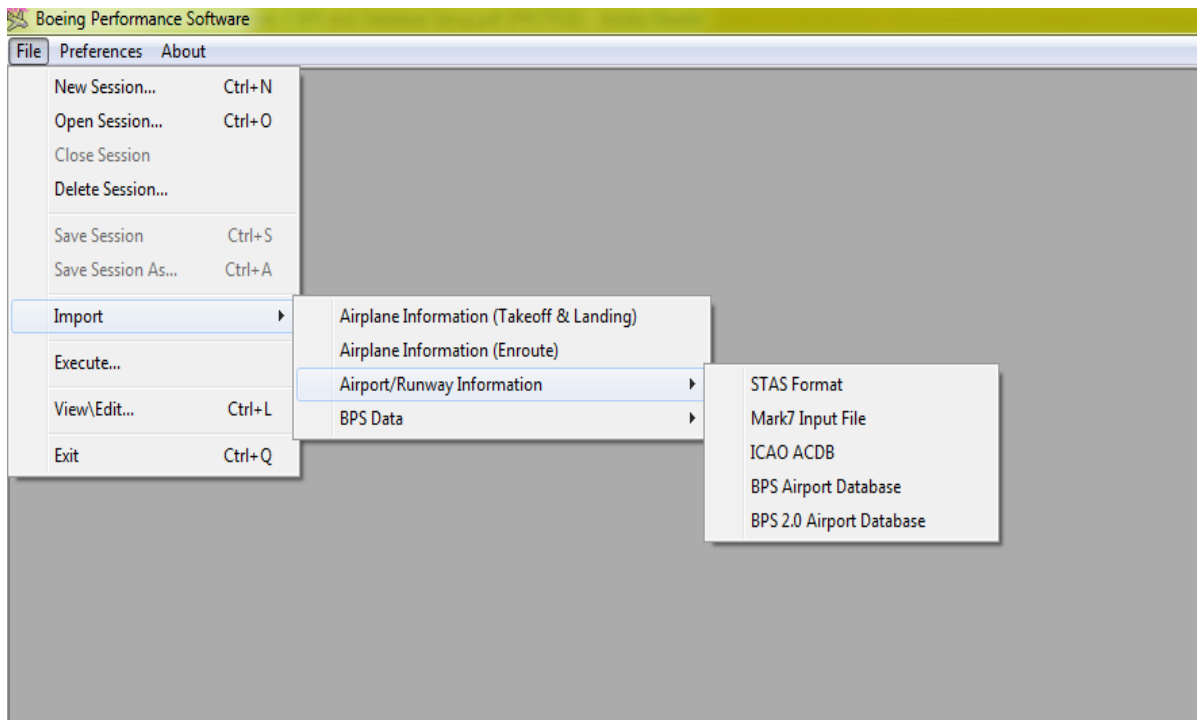 Boeing Performance Software
File Preferences About
New Session... Ctrl+N
Open Session... Ctrl+O
Close Session
Delete Session...
Save Session Ctrl+S
Save Session As... Ctrl+A
Import
Execute...
View\Edit... Ctrl+L
Exit Ctrl+Q
Airplane Information (Takeoff & Landing)
Airplane Information (Enroute)
Airport/Runway Information
BPS Data
STAS Format
Mark7 Input File
ICAO ACDB
BPS Airport Database
BPS 2.0 Airport Database